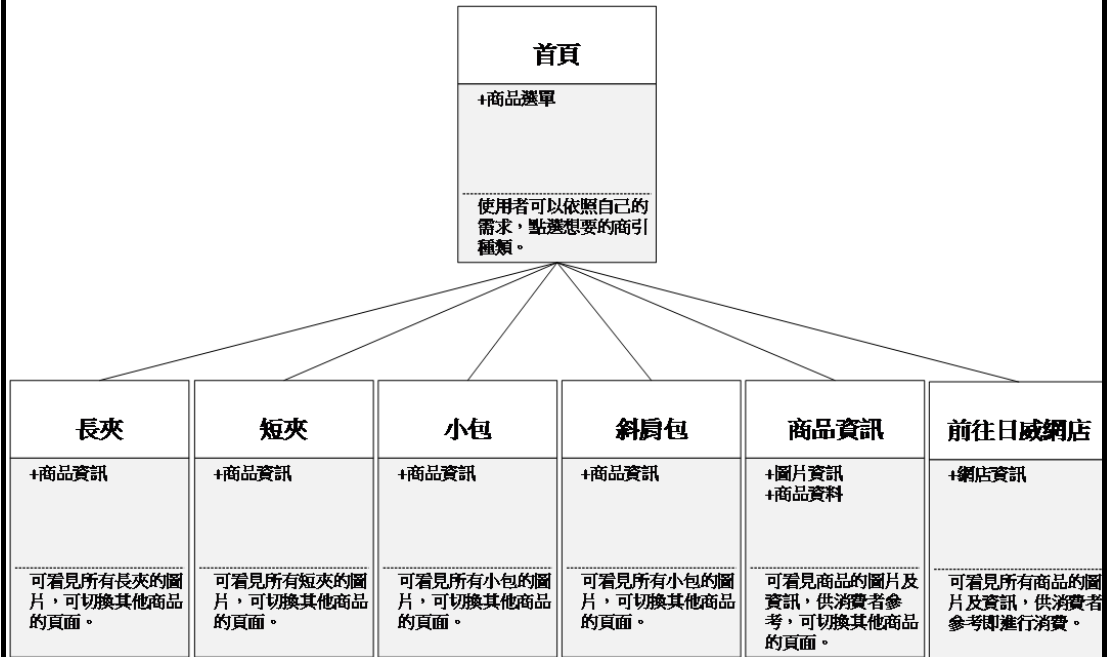 首頁
+商品選單
使用者可以依照自己的
需求，點選想要的商引
種類。
長夾
+商品資訊
可看見所有長夾的圖
片，可切換其他商品
的頁面。
短夾
+商品資訊
可看見所有短夾的圖
片，可切換其他商品
的頁面。
小包
+商品資訊
可看見所有小包的圖
片，可切換其他商品
的頁面。
斜肩包
+商品資訊
可看見所有小包的圖
片，可切換其他商品
的頁面。
商品資訊
+圖片資訊
+商品資料
可看見商品的圖片及
資訊，供消費者參
考，可切換其他商品
的頁面。
前往日威網店
+網店資訊
可看見所有商品的圖
片及資訊，供消費者
參考即進行消費。